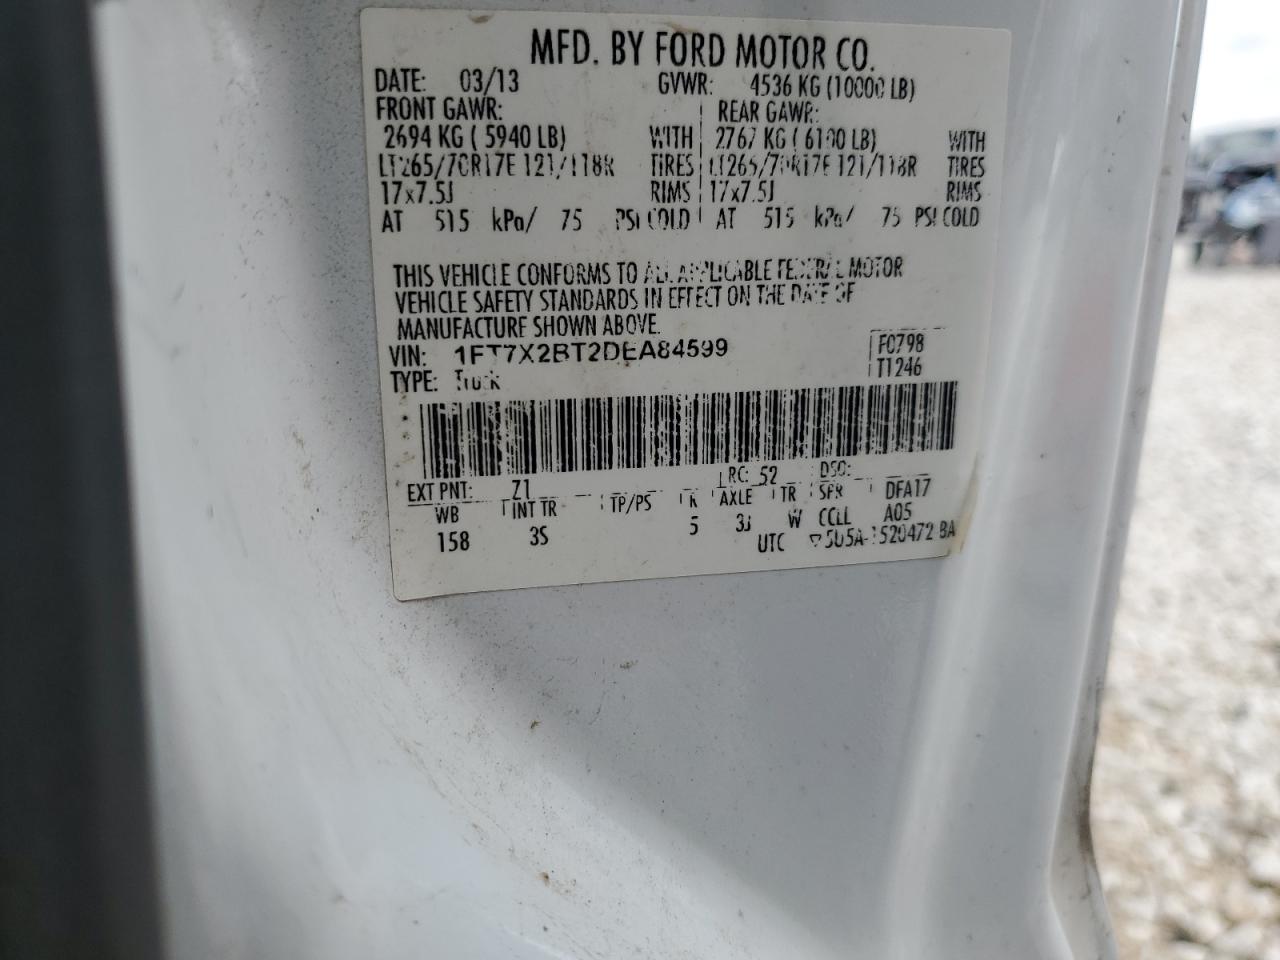 MFD. BY FORD MOTOR CO.
DATE: 03/13 GVWR: 4536 KG (10000 LB)
FRONT GAWR: REAR GAWR:
2694 KG ( 5940 LB) WITH 2767 KG ( 6100 LB) WITH
LT265/70R17E 121/118R TIRES LT265/70R17E 121/118R TIRES
17x7.5J RIMS 17x7.5J RIMS
AT 515 kPa/ 75 PSI COLD AT 515 kPa/ 75 PSI COLD
THIS VEHICLE CONFORMS TO ALL APPLICABLE FEDERAL MOTOR
VEHICLE SAFETY STANDARDS IN EFFECT ON THE DATE OF
MANUFACTURE SHOWN ABOVE.
VIN: 1FT7X2BT2DEA84599 FC798
TYPE: Truck T1246
EXT PNT: Z1 RC: 52 DSO:
WB INT TR TP/PS R AXLE TR SPR DFA17
158 3S 5 3J W CCLL A05
UTC 1520472 BA